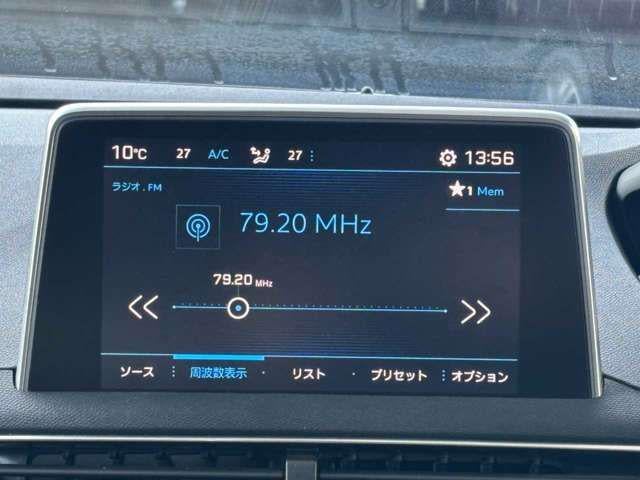 10°C 27 A/C 27 13:56
ラジオ . FM
1 Mem
79.20 MHz
79.20 MHz
ソース 周波数表示 リスト プリセット オプション